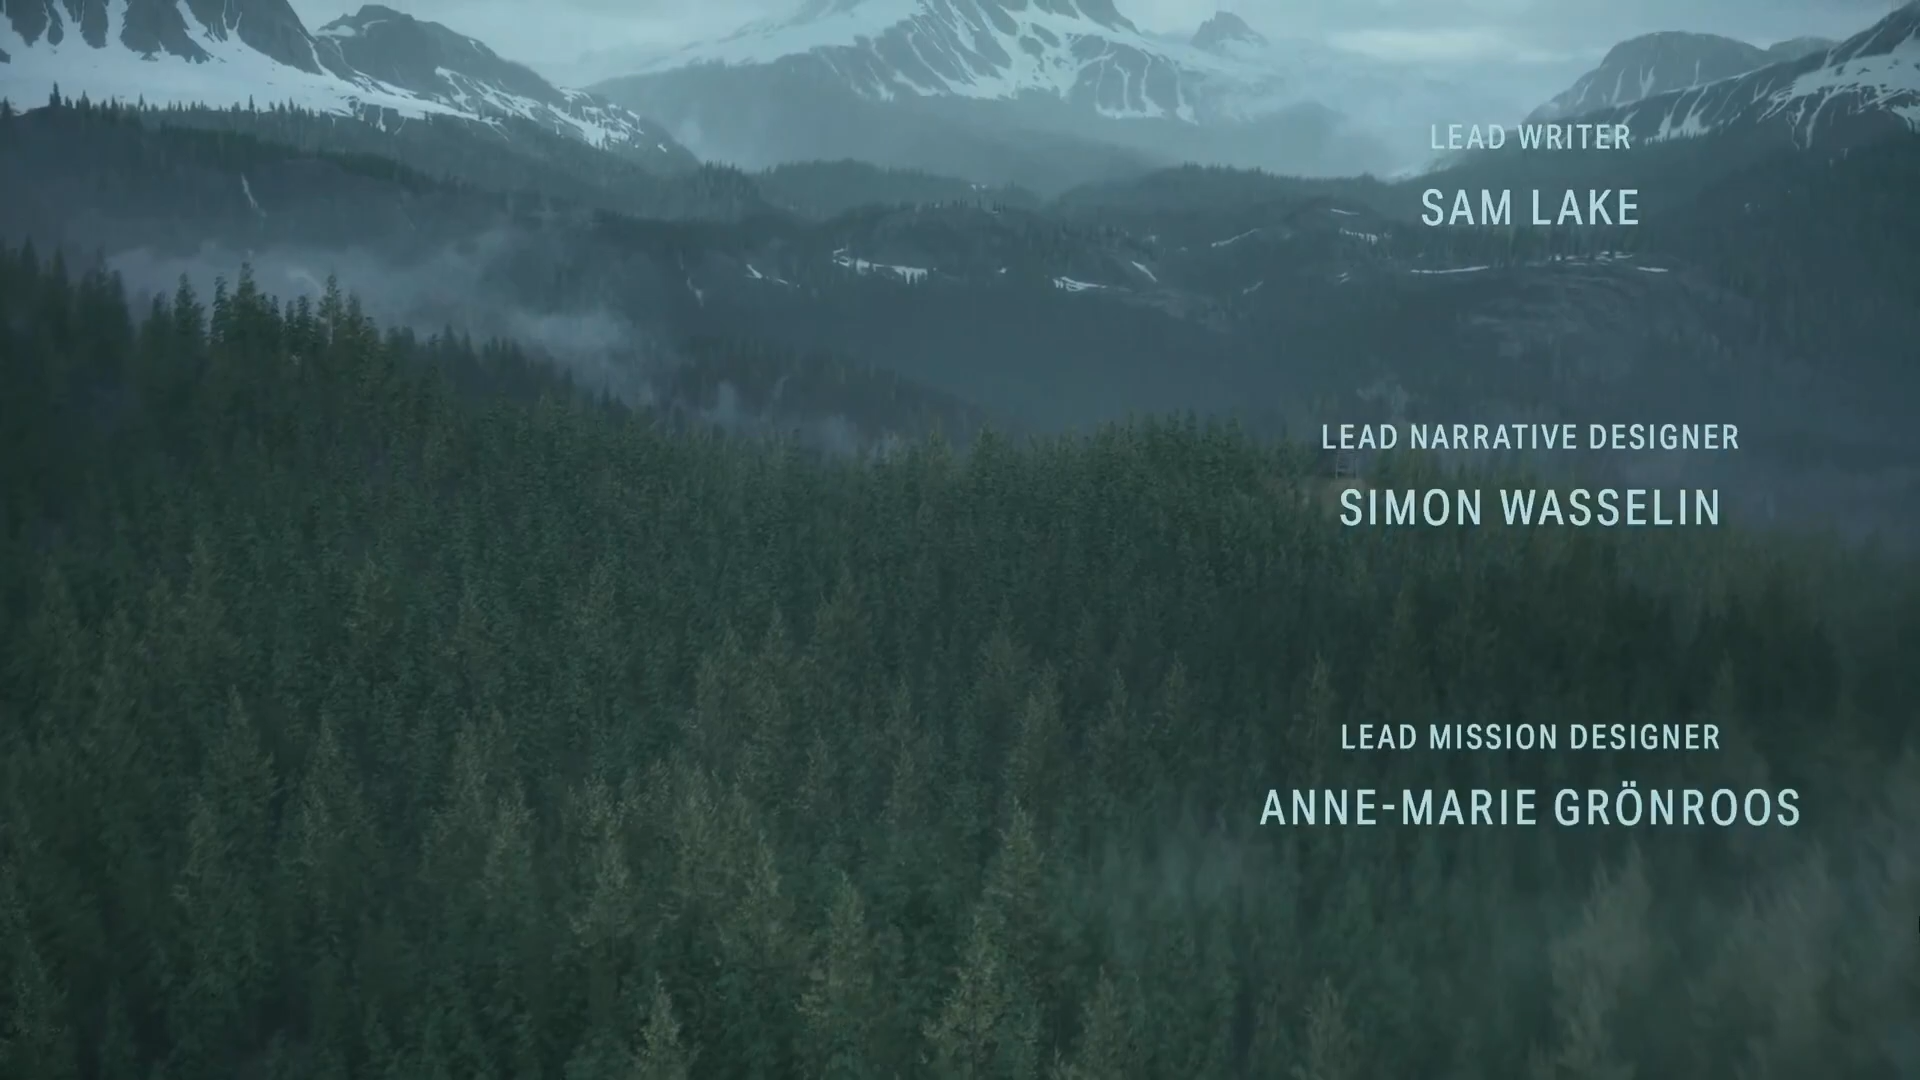 LEAD WRITER
SAM LAKE
LEAD NARRATIVE DESIGNER
SIMON WASSELIN
LEAD MISSION DESIGNER
ANNE-MARIE GRÖNROOS